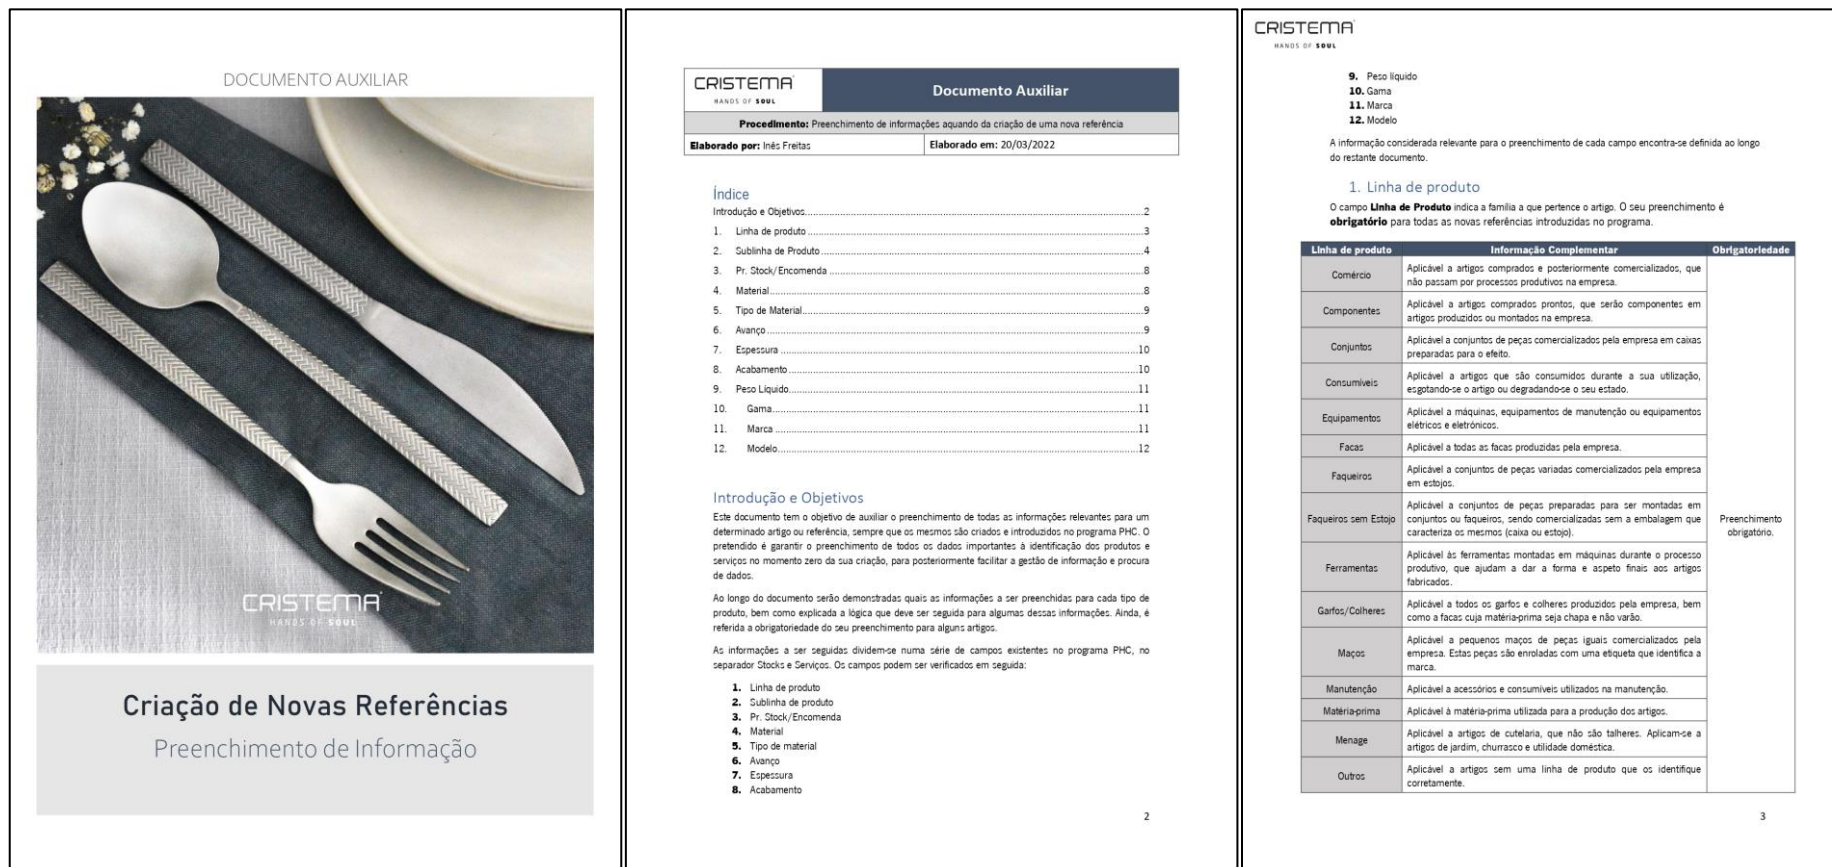 DOCUMENTO AUXILIAR
CRISTEMA
HANDS OF SOUL
Criação de Novas Referências
Preenchimento de Informação
CRISTEMA
HANDS OF SOUL
Documento Auxiliar
Procedimento: Preenchimento de informações aquando da criação de uma nova referência
Elaborado por: Inês Freitas
Elaborado em: 20/03/2022
Índice
Introdução e Objetivos 2
1. Linha de produto 3
2. Sublinha de Produto 4
3. Pr. Stock/Encomenda 8
4. Material 8
5. Tipo de Material 9
6. Avanço 9
7. Espessura 10
8. Acabamento 10
9. Peso Líquido 11
10. Gama 11
11. Marca 11
12. Modelo 12
Introdução e Objetivos
Este documento tem o objetivo de auxiliar o preenchimento de todas as informações relevantes para um
determinado artigo ou referência, sempre que os mesmos são criados e introduzidos no programa PHC. O
pretendido é garantir o preenchimento de todos os dados importantes à identificação dos produtos e
serviços no momento zero da sua criação, para posteriormente facilitar a gestão de informação e procura
de dados.
Ao longo do documento serão demonstradas quais as informações a ser preenchidas para cada tipo de
produto, bem como explicada a lógica que deve ser seguida para algumas dessas informações. Ainda, é
referida a obrigatoriedade do seu preenchimento para alguns artigos.
As informações a ser seguidas dividem-se numa série de campos existentes no programa PHC, no
separador Stocks e Serviços. Os campos podem ser verificados em seguida:
1. Linha de produto
2. Sublinha de produto
3. Pr. Stock/Encomenda
4. Material
5. Tipo de material
6. Avanço
7. Espessura
8. Acabamento
2
CRISTEMA
HANDS OF SOUL
9. Peso líquido
10. Gama
11. Marca
12. Modelo
A informação considerada relevante para o preenchimento de cada campo encontra-se definida ao longo
do restante documento.
1. Linha de produto
O campo Linha de Produto indica a família a que pertence o artigo. O seu preenchimento é
obrigatório para todas as novas referências introduzidas no programa.
Linha de produto Informação Complementar Obrigatoriedade
Comércio
Aplicável a artigos comprados e posteriormente comercializados, que
não passam por processos produtivos na empresa.
Componentes
Aplicável a artigos comprados prontos, que serão componentes em
artigos produzidos ou montados na empresa.
Conjuntos
Aplicável a conjuntos de peças comercializados pela empresa em caixas
preparadas para o efeito.
Consumíveis
Aplicável a artigos que são consumidos durante a sua utilização,
esgotando-se o artigo ou degradando-se o seu estado.
Equipamentos
Aplicável a máquinas, equipamentos de manutenção ou equipamentos
elétricos e eletrónicos.
Facas
Aplicável a todas as facas produzidas pela empresa.
Faqueiros
Aplicável a conjuntos de peças variadas comercializados pela empresa
em estojos.
Faqueiros sem Estojo
Aplicável a conjuntos de peças preparadas para ser montadas em
conjuntos ou faqueiros, sendo comercializadas sem a embalagem que
caracteriza os mesmos (caixa ou estojo).
Preenchimento
obrigatório.
Ferramentas
Aplicável às ferramentas montadas em máquinas durante o processo
produtivo, que ajudam a dar a forma e aspeto finais aos artigos
fabricados.
Garfos/Colheres
Aplicável a todos os garfos e colheres produzidos pela empresa, bem
como a facas cuja matéria-prima seja chapa e não varão.
Maços
Aplicável a pequenos maços de peças iguais comercializados pela
empresa. Estas peças são enroladas com uma etiqueta que identifica a
marca.
Manutenção
Aplicável a acessórios e consumíveis utilizados na manutenção.
Matéria-prima
Aplicável à matéria-prima utilizada para a produção dos artigos.
Menage
Aplicável a artigos de cutelaria, que não são talheres. Aplicam-se a
artigos de jardim, churrasco e utilidade doméstica.
Outros
Aplicável a artigos sem uma linha de produto que os identifique
corretamente.
3